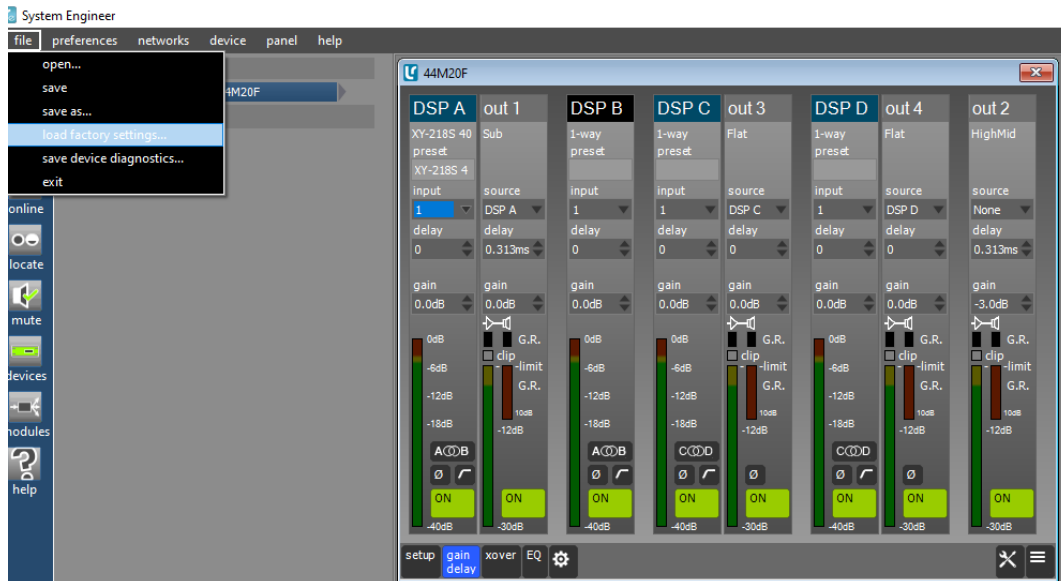 System Engineer
file preferences networks device panel help
open...
save
save as...
load factory settings...
save device diagnostics...
exit
4M20F
online
locate
mute
devices
modules
help
44M20F
DSP A out 1 DSP B DSP C out 3 DSP D out 4 out 2
XY-218S 40 Sub 1-way 1-way Flat 1-way Flat HighMid
preset preset preset preset
XY-218S 4
input source input input source input source source
1 DSP A 1 1 DSP C 1 DSP D None
delay delay delay delay delay delay delay delay
0 0.313ms 0 0 0 0 0 0.313ms
gain gain gain gain gain gain gain gain
0.0dB 0.0dB 0.0dB 0.0dB 0.0dB 0.0dB 0.0dB -3.0dB
0dB G.R. 0dB 0dB G.R. 0dB G.R. G.R.
clip clip clip clip
-6dB -limit -6dB -6dB -limit -6dB -limit -limit
G.R. G.R. G.R. G.R.
-12dB -12dB -12dB -12dB
10dB 10dB 10dB 10dB
-18dB -12dB -18dB -18dB -12dB -18dB -12dB -12dB
A B A B C D C D
Ø Ø Ø Ø Ø Ø
ON ON ON ON ON ON ON ON
-40dB -30dB -40dB -40dB -30dB -40dB -30dB -30dB
setup gain xover EQ
delay